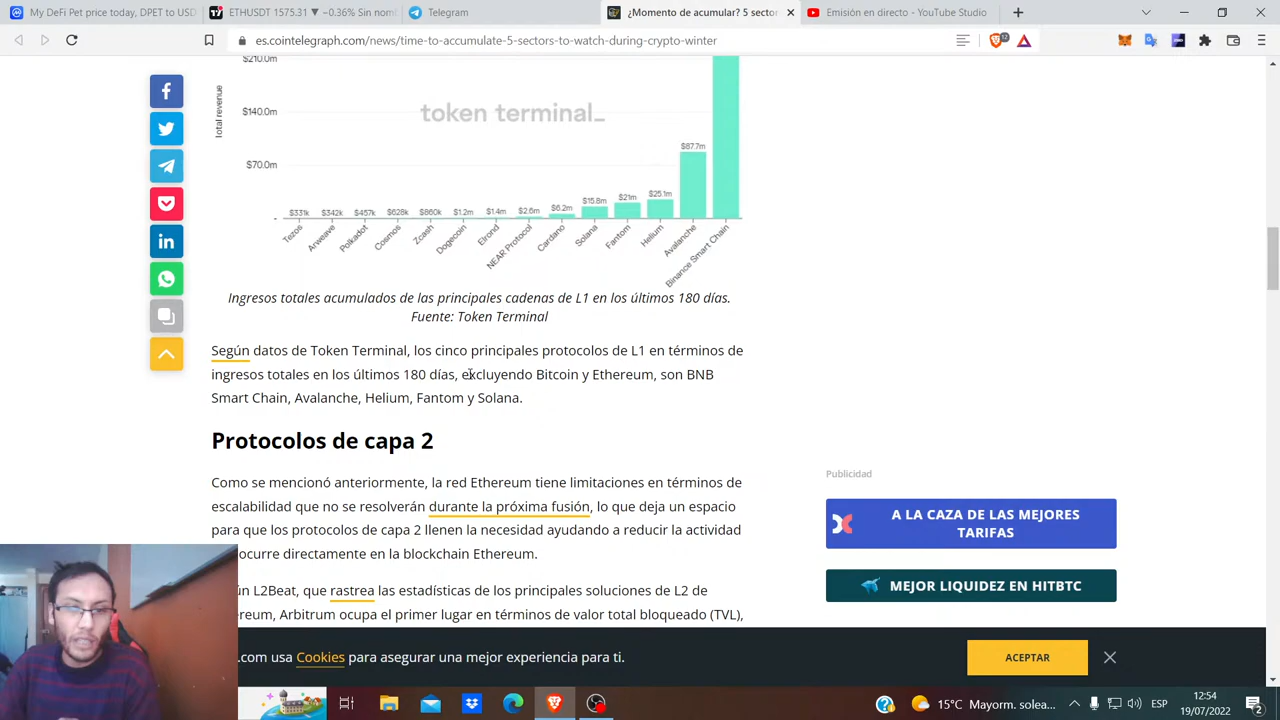 My DeFi Pet price today, DPET to USD
ETHUSD 1575.31 ▼ −0.36% Sin nom
Telegram
¿Momento de acumular? 5 sector
Emisión en directo - YouTube Studio
es.cointelegraph.com/news/time-to-accumulate-5-sectors-to-watch-during-crypto-winter
12
Total revenue
$210.0m
$140.0m
$70.0m
-
token terminal_
$331k
$342k
$457k
$628k
$860k
$1.2m
$1.4m
$2.6m
$6.2m
$15.8m
$21m
$25.1m
$87.7m
Tezos
Arweave
Polkadot
Cosmos
Zcash
Dogecoin
Elrond
NEAR Protocol
Cardano
Solana
Fantom
Helium
Avalanche
Binance Smart Chain
Ingresos totales acumulados de las principales cadenas de L1 en los últimos 180 días.
Fuente: Token Terminal
Según datos de Token Terminal, los cinco principales protocolos de L1 en términos de
ingresos totales en los últimos 180 días, excluyendo Bitcoin y Ethereum, son BNB
Smart Chain, Avalanche, Helium, Fantom y Solana.
Protocolos de capa 2
Como se mencionó anteriormente, la red Ethereum tiene limitaciones en términos de
escalabilidad que no se resolverán durante la próxima fusión, lo que deja un espacio
para que los protocolos de capa 2 llenen la necesidad ayudando a reducir la actividad
ocurre directamente en la blockchain Ethereum.
ún L2Beat, que rastrea las estadísticas de los principales soluciones de L2 de
ereum, Arbitrum ocupa el primer lugar en términos de valor total bloqueado (TVL),
Publicidad
A LA CAZA DE LAS MEJORES
TARIFAS
MEJOR LIQUIDEZ EN HITBTC
.com usa Cookies para asegurar una mejor experiencia para ti.
ACEPTAR
15°C Mayorm. solea...
ESP
12:54
19/07/2022
2